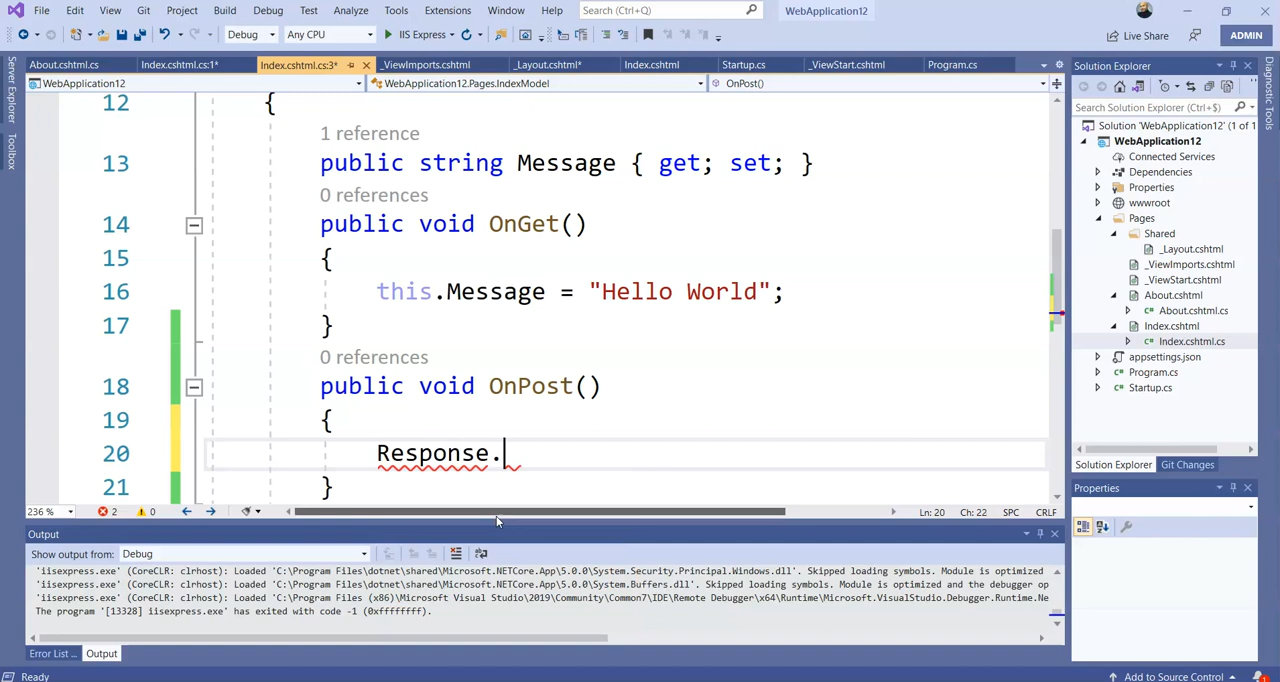 File Edit View Git Project Build Debug Test Analyze Tools Extensions Window Help Search (Ctrl+Q) WebApplication12
Debug Any CPU IIS Express Live Share ADMIN
About.cshtml.cs Index.cshtml.cs:1* Index.cshtml.cs:3* _ViewImports.cshtml _Layout.cshtml* Index.cshtml Startup.cs _ViewStart.cshtml Program.cs
WebApplication12 WebApplication12.Pages.IndexModel OnPost()
Server Explorer
Toolbox
12 {
1 reference
13 public string Message { get; set; }
0 references
14 public void OnGet()
15 {
16 this.Message = "Hello World";
17 }
0 references
18 public void OnPost()
19 {
20 Response.
21 }
236 % 2 0 Ln: 20 Ch: 22 SPC CRLF
Output
Show output from: Debug
'iisexpress.exe' (CoreCLR: clrhost): Loaded 'C:\Program Files\dotnet\shared\Microsoft.NETCore.App\5.0.0\System.Security.Principal.Windows.dll'. Skipped loading symbols. Module is optimized
'iisexpress.exe' (CoreCLR: clrhost): Loaded 'C:\Program Files\dotnet\shared\Microsoft.NETCore.App\5.0.0\System.Buffers.dll'. Skipped loading symbols. Module is optimized and the debugger op
'iisexpress.exe' (CoreCLR: clrhost): Loaded 'C:\Program Files (x86)\Microsoft Visual Studio\2019\Community\Common7\IDE\Remote Debugger\x64\Runtime\Microsoft.VisualStudio.Debugger.Runtime.Ne
The program '[13328] iisexpress.exe' has exited with code -1 (0xffffffff).
Error List ... Output
Solution Explorer
Search Solution Explorer (Ctrl+$)
Solution 'WebApplication12' (1 of 1
WebApplication12
Connected Services
Dependencies
Properties
wwwroot
Pages
Shared
_Layout.cshtml
_ViewImports.cshtml
_ViewStart.cshtml
About.cshtml
About.cshtml.cs
Index.cshtml
Index.cshtml.cs
appsettings.json
Program.cs
Startup.cs
Solution Explorer Git Changes
Properties
Diagnostic Tools
Ready Add to Source Control 1